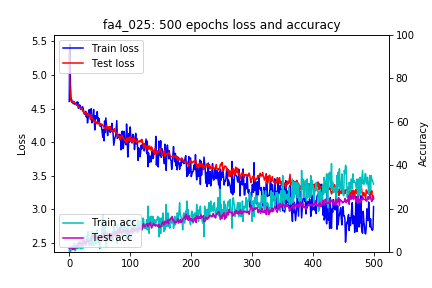 fa4_025: 500 epochs loss and accuracy
Train loss
Test loss
Train acc
Test acc
Loss
Accuracy
5.5
5.0
4.5
4.0
3.5
3.0
2.5
100
80
60
40
20
0
0 100 200 300 400 500